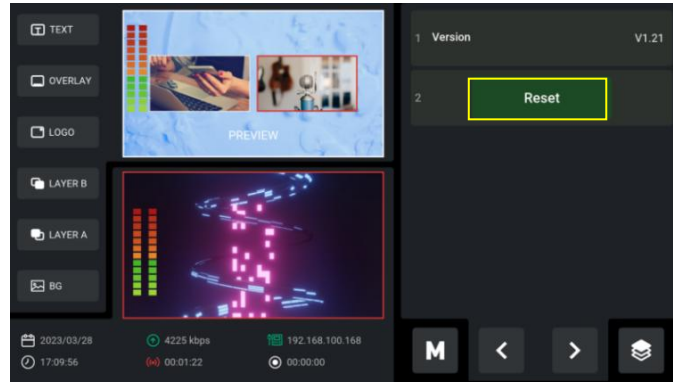 TEXT
OVERLAY
LOGO
LAYER B
LAYER A
BG
PREVIEW
2023/03/28
4225 kbps
192.168.100.168
17:09:56
00:01:22
00:00:00
1 Version V1.21
2 Reset
M